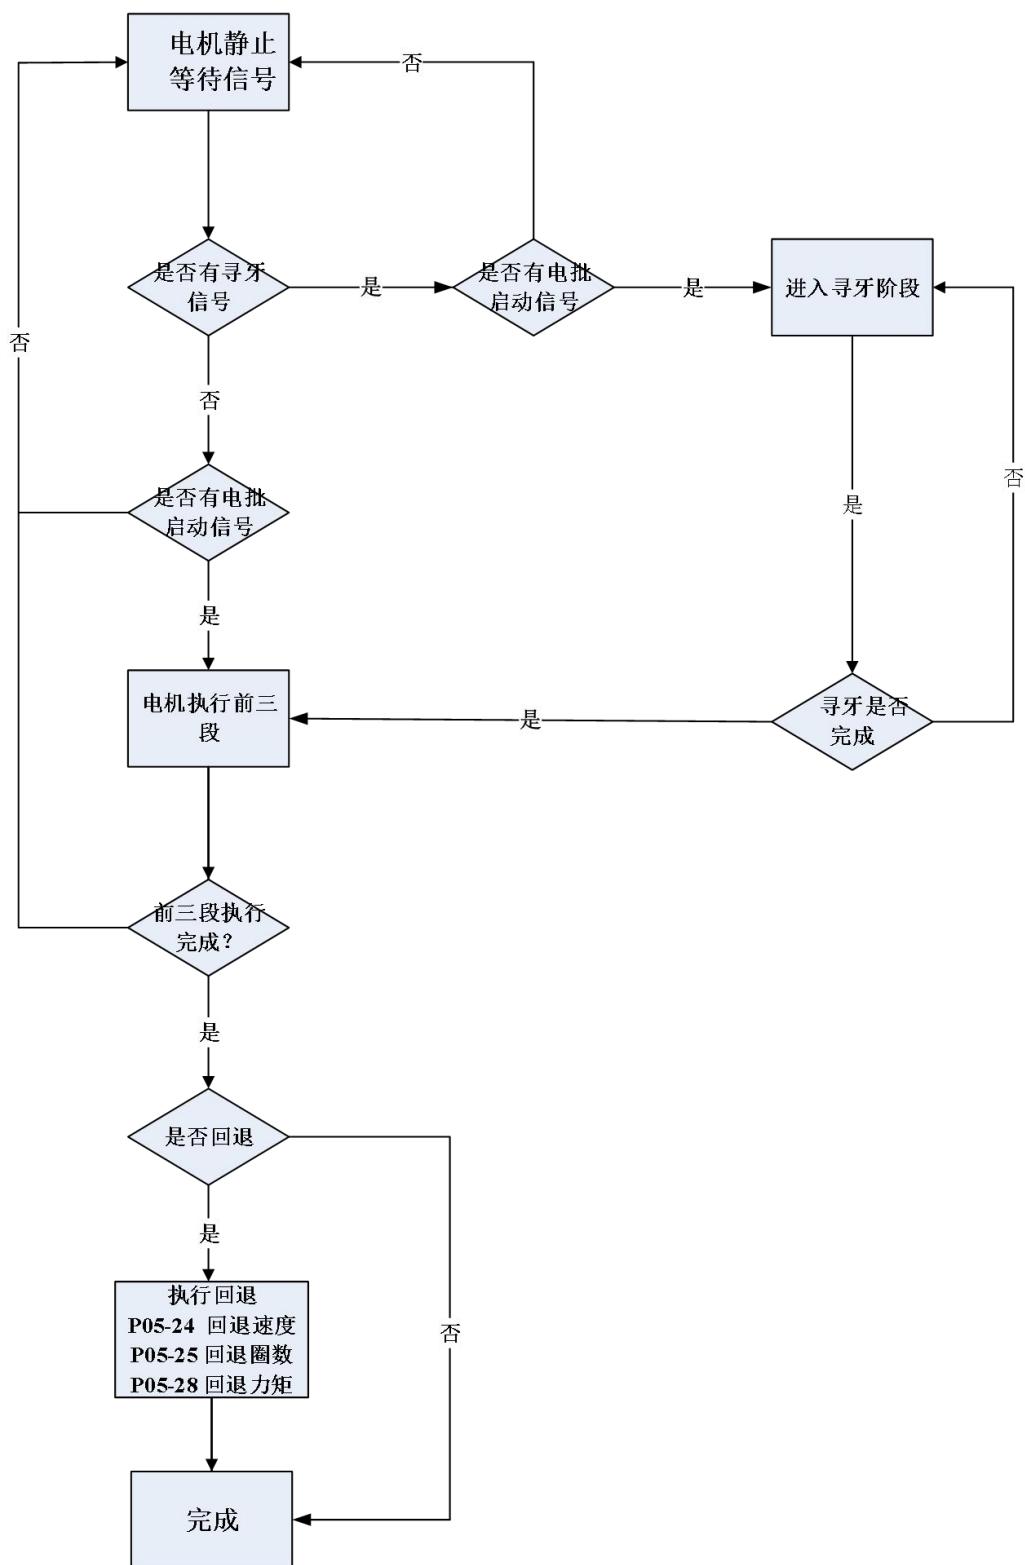 电机静止
等待信号
否
是否有寻牙
信号
是
是否有电批
启动信号
是
进入寻牙阶段
否
否
否
是
是否有电批
启动信号
是
电机执行前三
段
是
寻牙是否
完成
前三段执行
完成？
是
是否回退
是
执行回退
P05-24 回退速度
P05-25 回退圈数
P05-28 回退力矩
否
完成